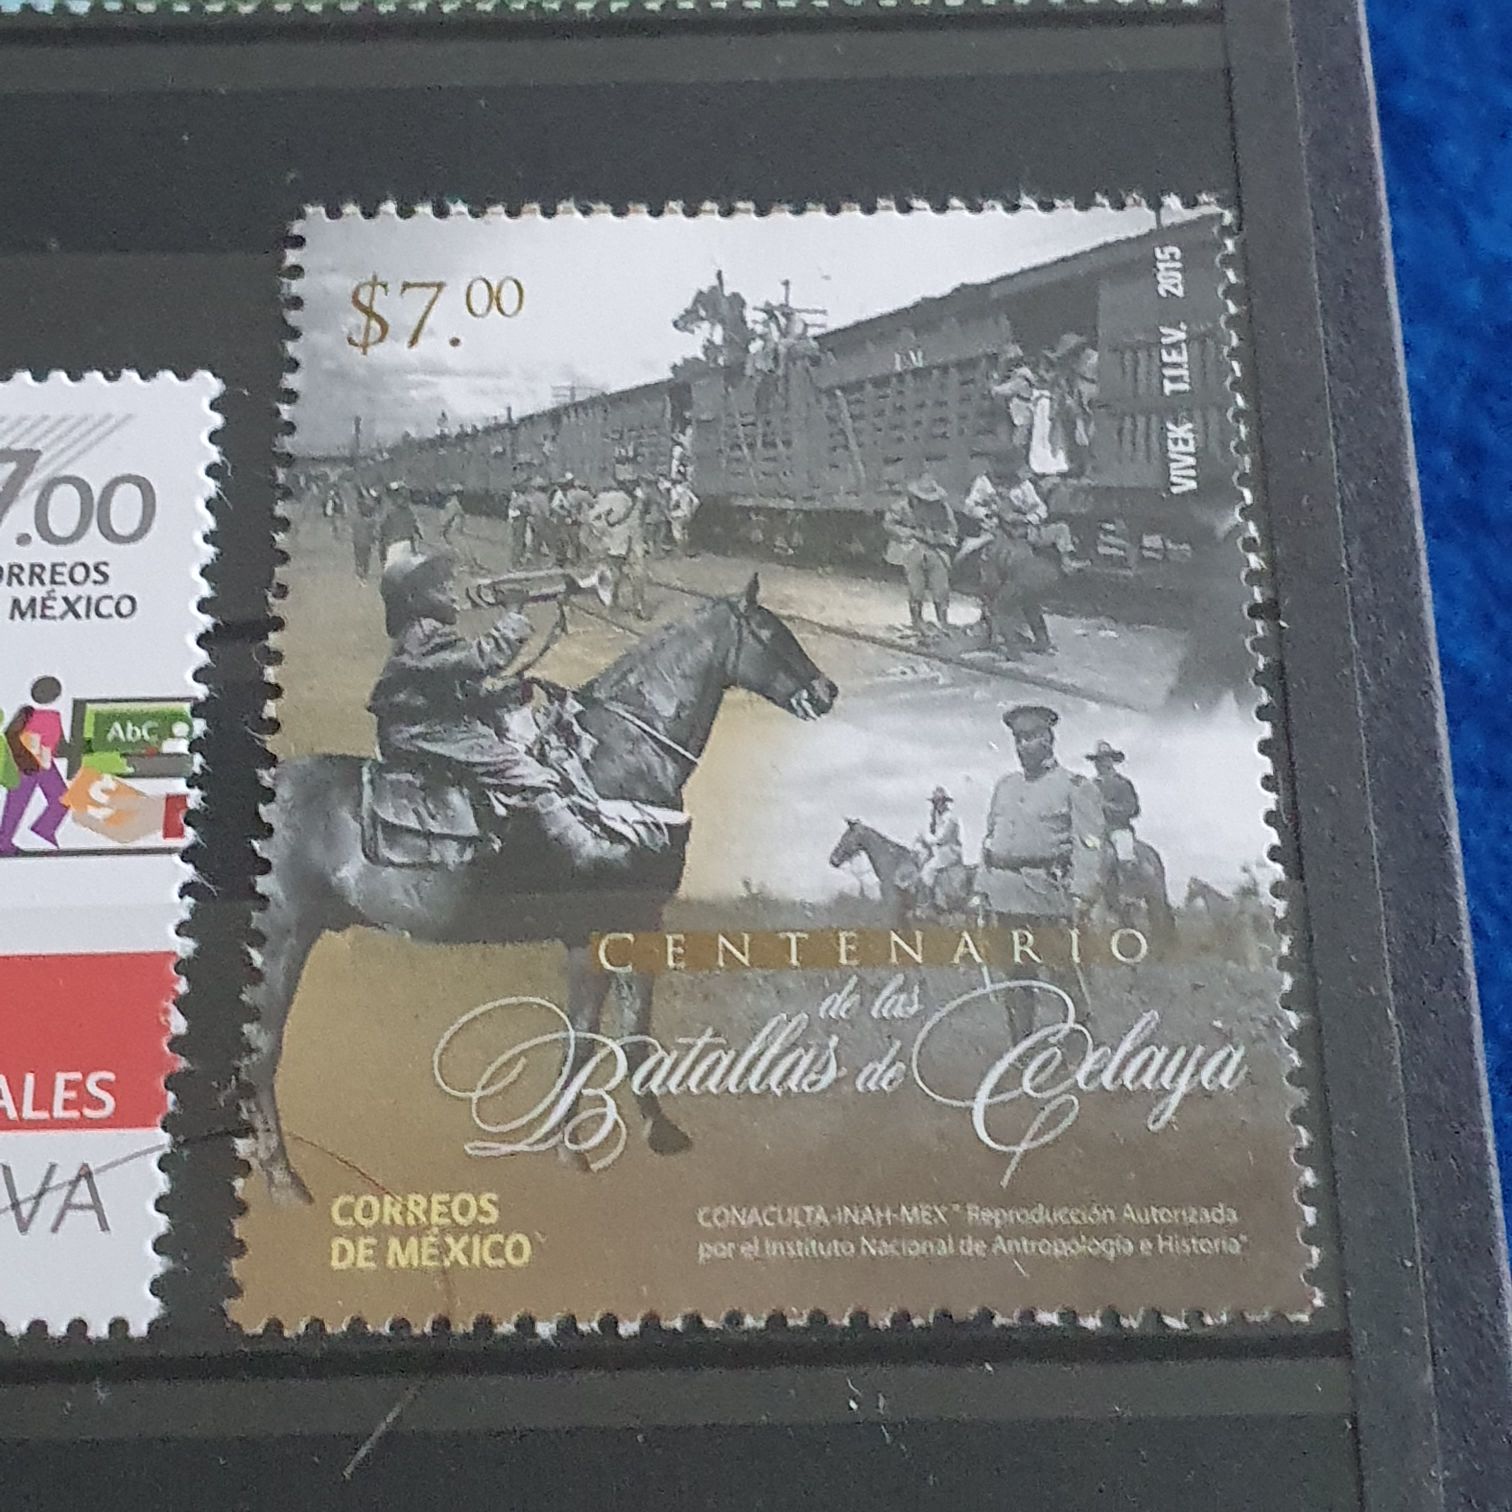 $7.00
VIVEK T.I.E.V. 2015
CENTENARIO
de las
Batallas de Celaya
CORREOS
DE MÉXICO
CONACULTA-INAH-MEX" Reproducción Autorizada
por el Instituto Nacional de Antropología e Historia"
7.00
ORREOS
MÉXICO
AbC
$
ALES
VA